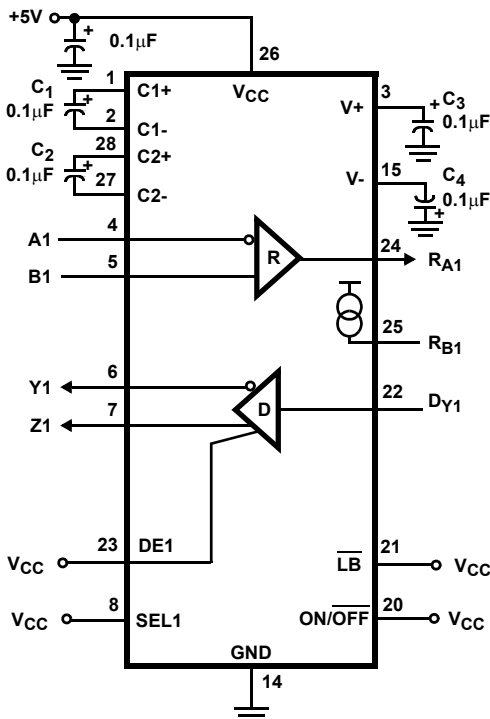 +5V
+ 0.1µF
26
C1 1 C1+ VCC V+ 3 + C3
0.1µF + 0.1µF
2 C1-
C2 28 C2+
0.1µF + V- 15 C4
27 C2- 0.1µF
+
A1 4 R 24 RA1
B1 5
25 RB1
Y1 6 D 22 DY1
Z1 7
VCC 23 DE1 LB 21 VCC
VCC 8 SEL1 ON/OFF 20 VCC
GND
14